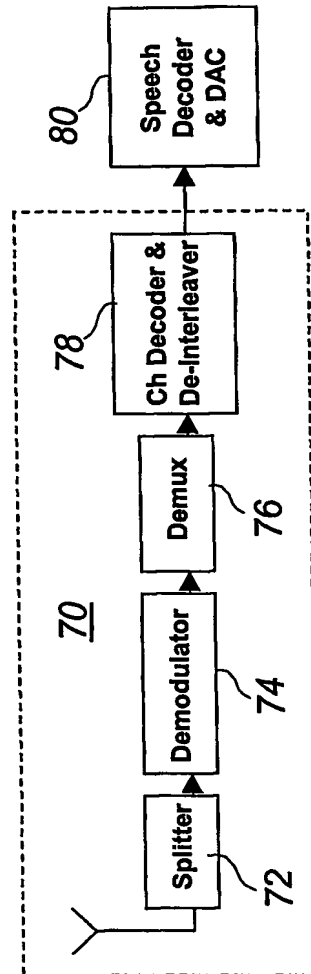 70
Splitter
72
Demodulator
74
Demux
76
Ch Decoder &
De-Interleaver
78
Speech
Decoder
& DAC
80